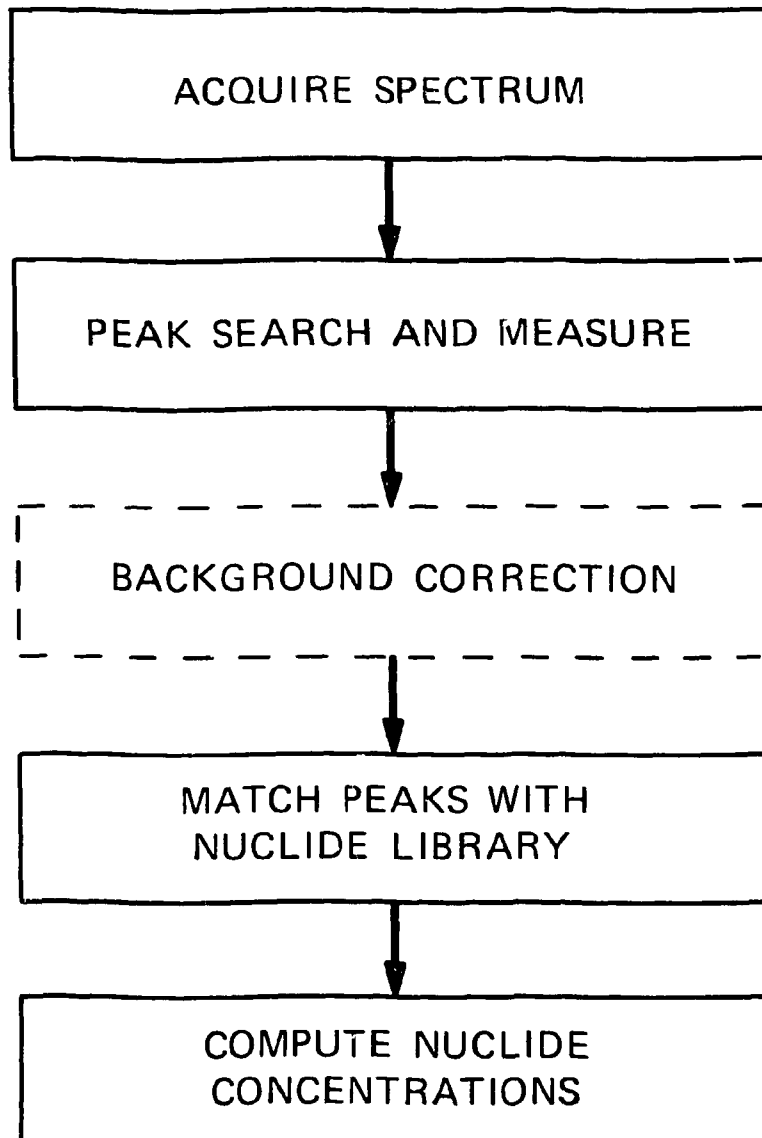 ACQUIRE SPECTRUM
PEAK SEARCH AND MEASURE
BACKGROUND CORRECTION
MATCH PEAKS WITH
NUCLIDE LIBRARY
COMPUTE NUCLIDE
CONCENTRATIONS